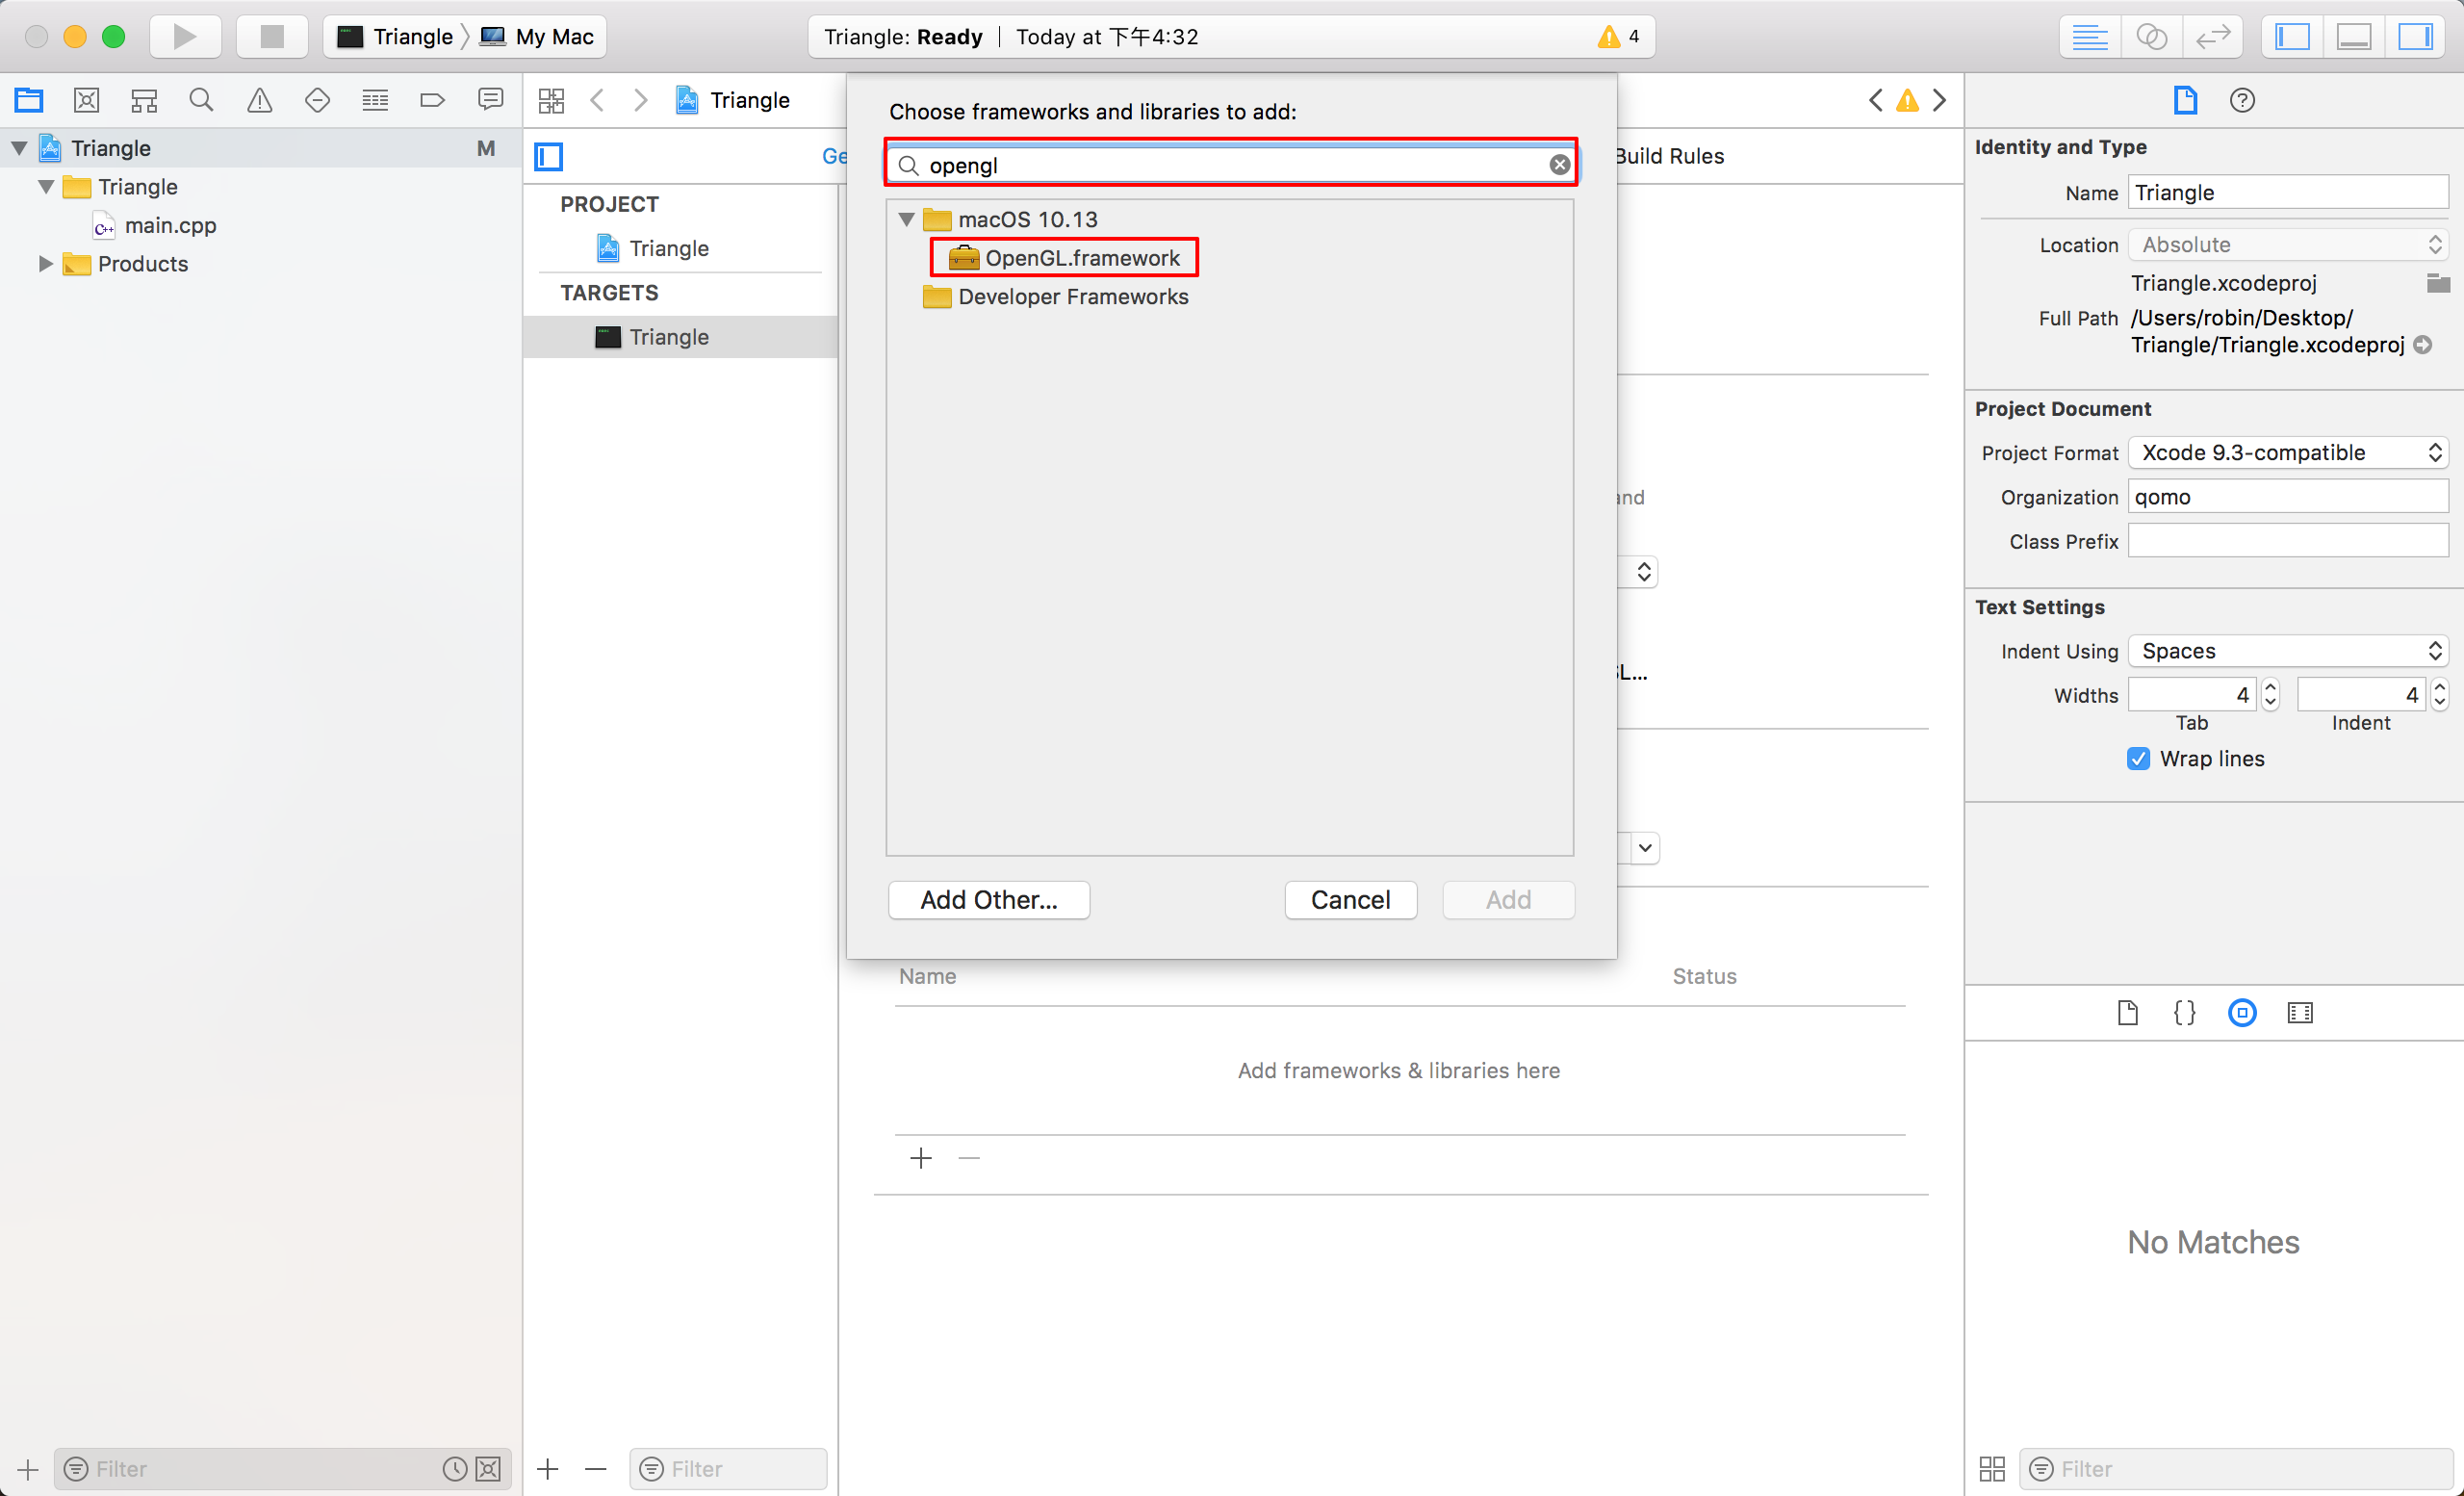 Triangle
My Mac
Triangle: Ready
Today at 下午4:32
4
Triangle
Choose frameworks and libraries to add:
Triangle
M
Triangle
main.cpp
Products
Build Rules
opengl
PROJECT
Triangle
TARGETS
Triangle
macOS 10.13
OpenGL.framework
Developer Frameworks
Add Other...
Cancel
Add
Name
Status
Add frameworks & libraries here
Identity and Type
Name Triangle
Location Absolute
Triangle.xcodeproj
Full Path /Users/robin/Desktop/
Triangle/Triangle.xcodeproj
Project Document
Project Format Xcode 9.3-compatible
Organization qomo
Class Prefix
Text Settings
Indent Using Spaces
Widths 4 4
Tab Indent
Wrap lines
No Matches
Filter
Filter
Filter